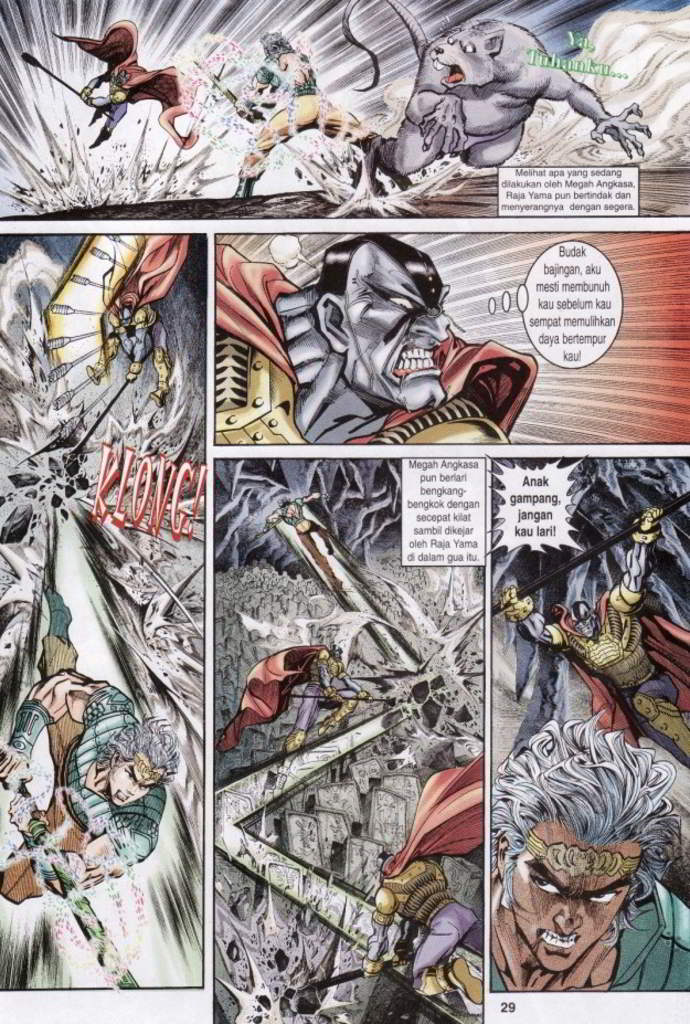 Ya,
Tuhanku...
Melihat apa yang sedang
dilakukan oleh Megah Angkasa,
Raja Yama pun bertindak dan
menyerangnya dengan segera.
Budak
bajingan, aku
mesti membunuh
kau sebelum kau
sempat memulihkan
daya bertempur
kau!
KLONG!
Megah Angkasa
pun berlari
bengkang-
bengkok dengan
secepat kilat
sambil dikejar
oleh Raja Yama
di dalam gua itu.
Anak
gampang,
jangan
kau lari!
29